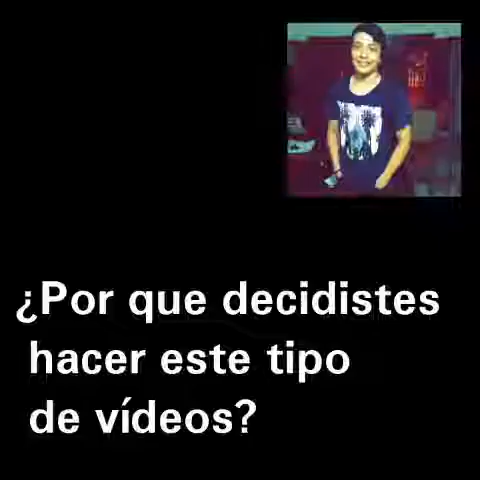 ¿Por que decidistes
hacer este tipo
de vídeos?